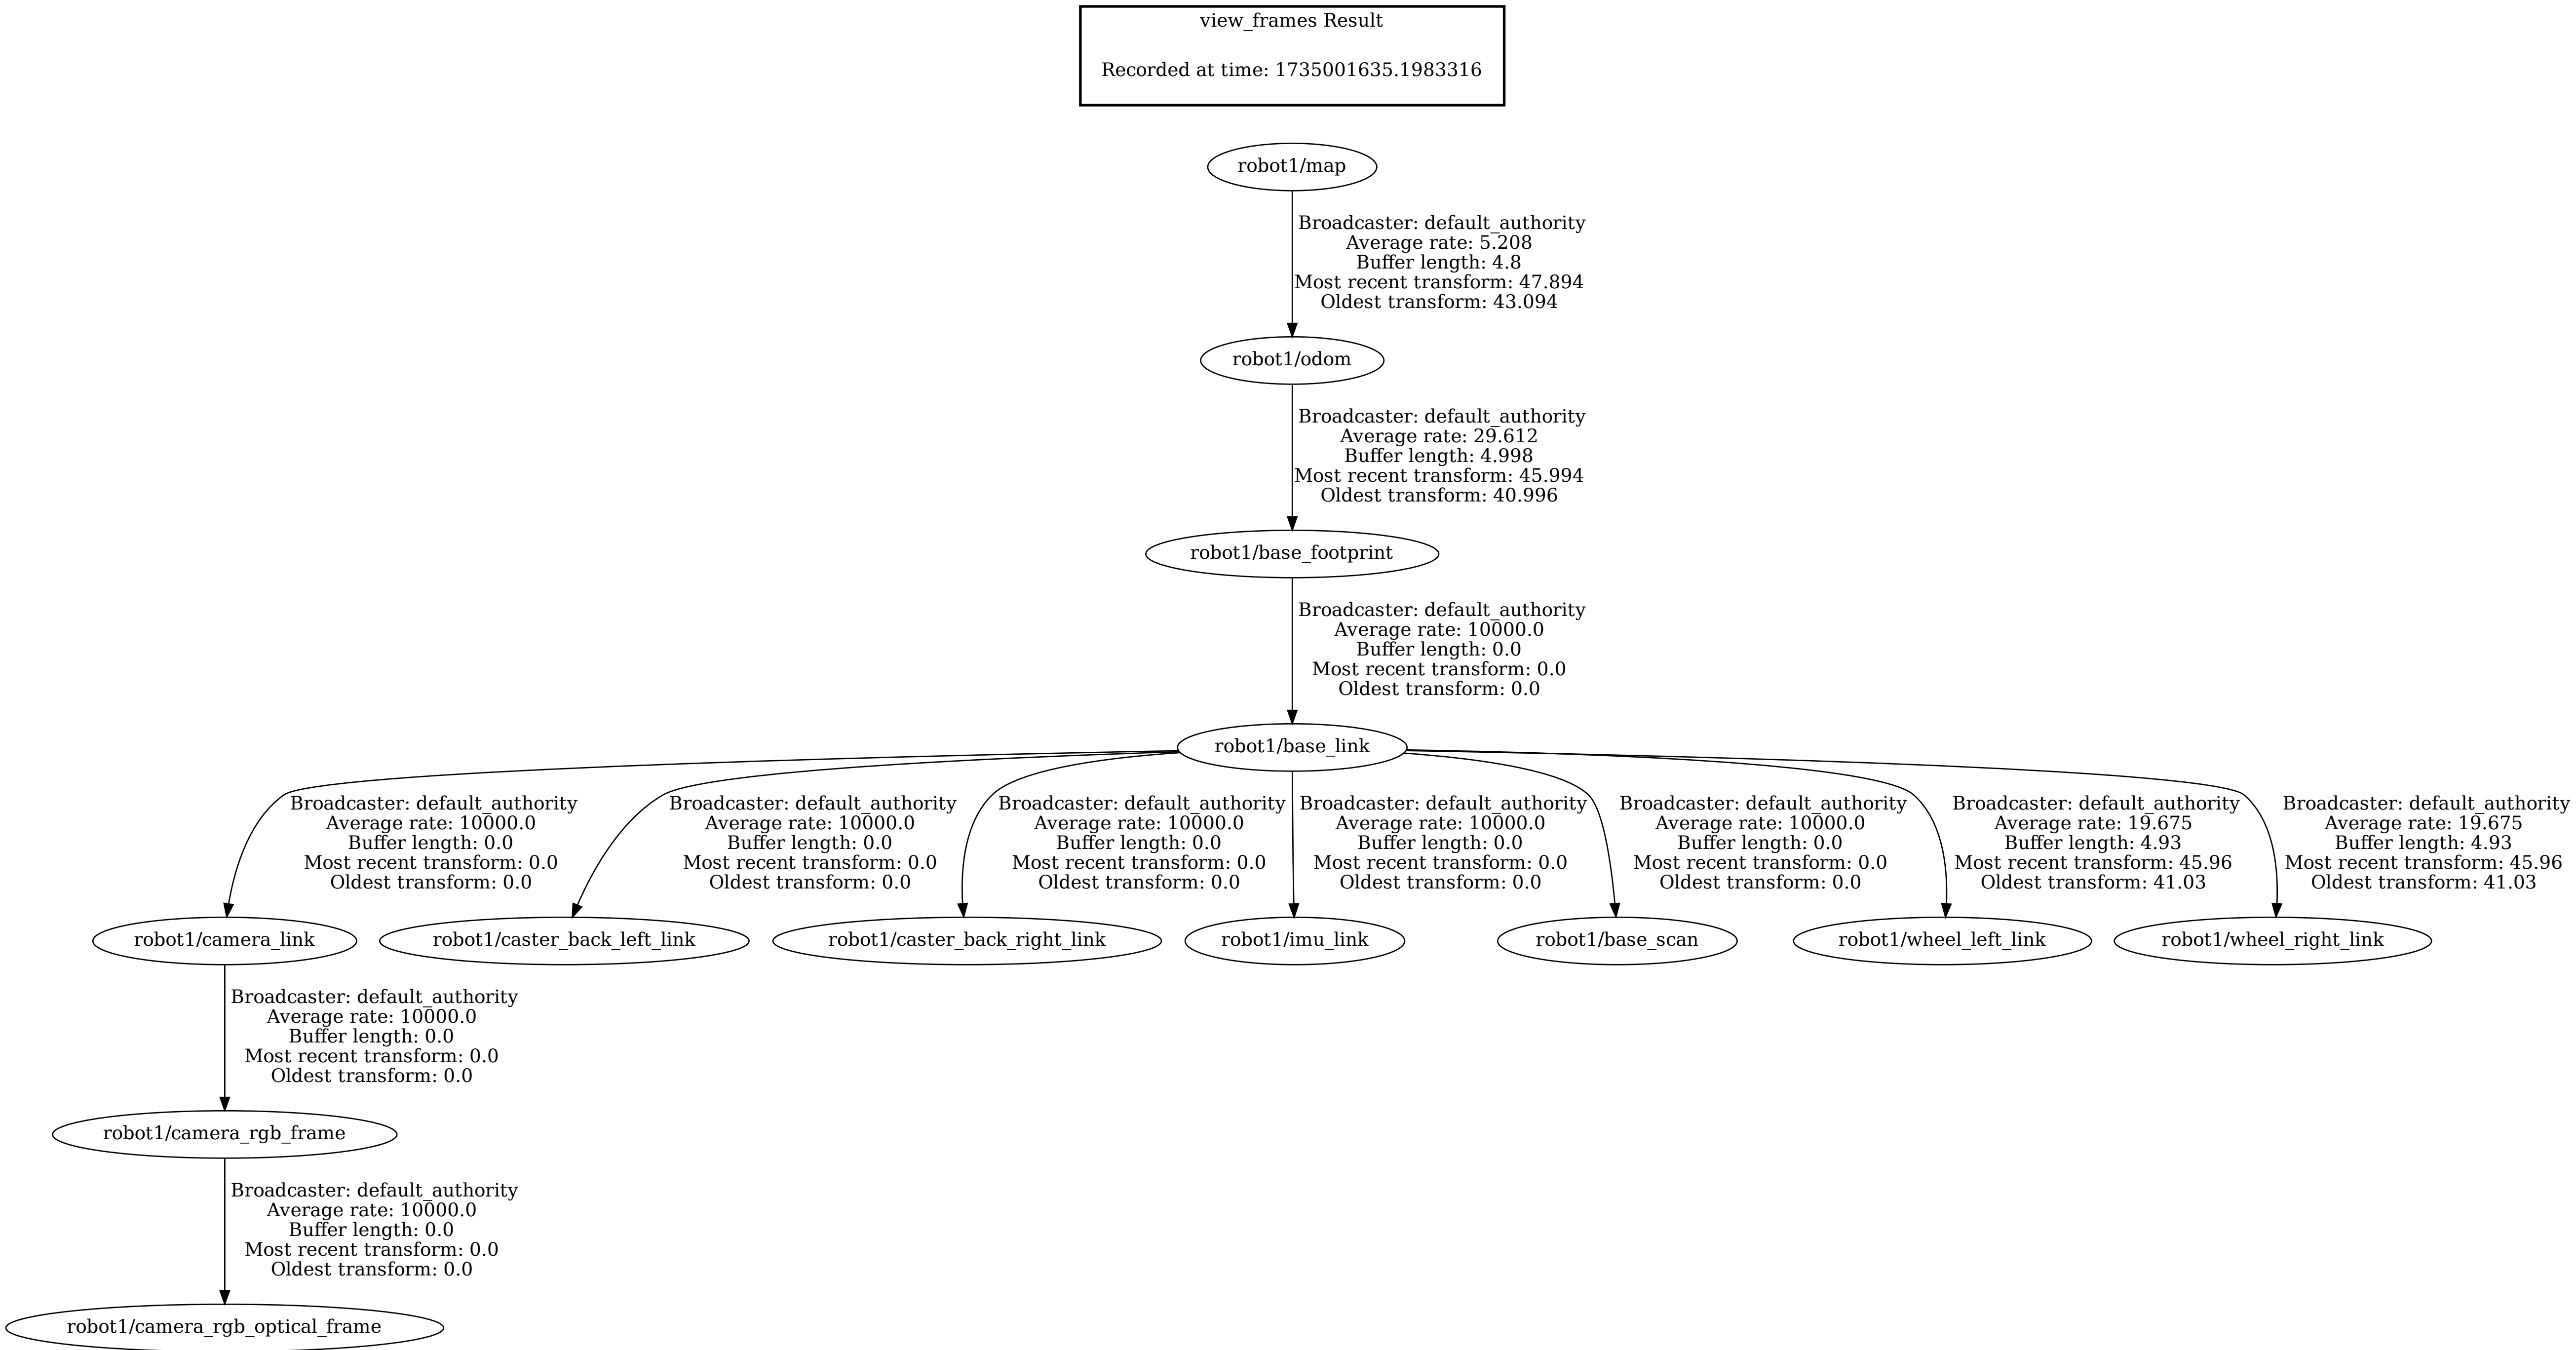 view_frames Result
Recorded at time: 1735001635.1983316
robot1/map
Broadcaster: default_authority
Average rate: 5.208
Buffer length: 4.8
Most recent transform: 47.894
Oldest transform: 43.094
robot1/odom
Broadcaster: default_authority
Average rate: 29.612
Buffer length: 4.998
Most recent transform: 45.994
Oldest transform: 40.996
robot1/base_footprint
Broadcaster: default_authority
Average rate: 10000.0
Buffer length: 0.0
Most recent transform: 0.0
Oldest transform: 0.0
robot1/base_link
Broadcaster: default_authority
Average rate: 10000.0
Buffer length: 0.0
Most recent transform: 0.0
Oldest transform: 0.0
Broadcaster: default_authority
Average rate: 10000.0
Buffer length: 0.0
Most recent transform: 0.0
Oldest transform: 0.0
Broadcaster: default_authority
Average rate: 10000.0
Buffer length: 0.0
Most recent transform: 0.0
Oldest transform: 0.0
Broadcaster: default_authority
Average rate: 10000.0
Buffer length: 0.0
Most recent transform: 0.0
Oldest transform: 0.0
Broadcaster: default_authority
Average rate: 10000.0
Buffer length: 0.0
Most recent transform: 0.0
Oldest transform: 0.0
Broadcaster: default_authority
Average rate: 19.675
Buffer length: 4.93
Most recent transform: 45.96
Oldest transform: 41.03
Broadcaster: default_authority
Average rate: 19.675
Buffer length: 4.93
Most recent transform: 45.96
Oldest transform: 41.03
robot1/camera_link
robot1/caster_back_left_link
robot1/caster_back_right_link
robot1/imu_link
robot1/base_scan
robot1/wheel_left_link
robot1/wheel_right_link
Broadcaster: default_authority
Average rate: 10000.0
Buffer length: 0.0
Most recent transform: 0.0
Oldest transform: 0.0
robot1/camera_rgb_frame
Broadcaster: default_authority
Average rate: 10000.0
Buffer length: 0.0
Most recent transform: 0.0
Oldest transform: 0.0
robot1/camera_rgb_optical_frame